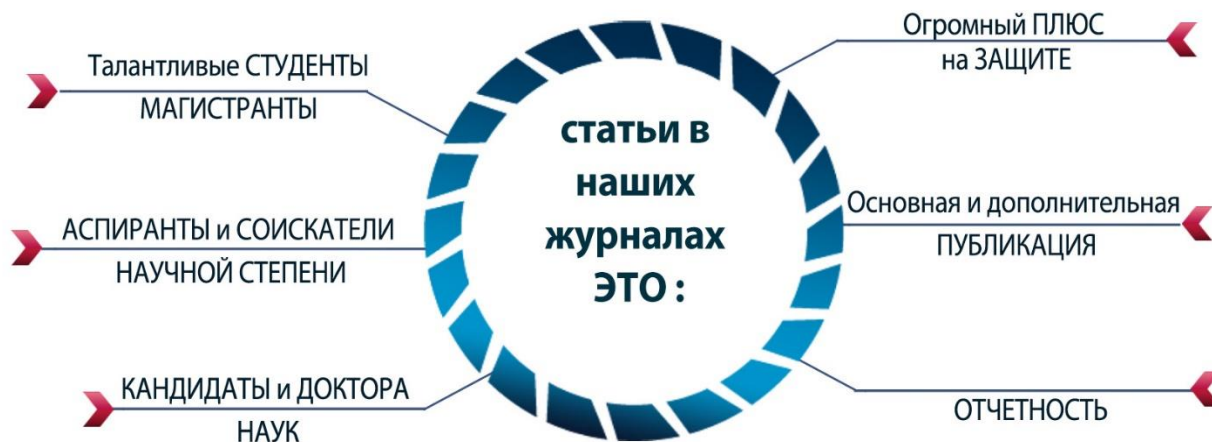 Талантливые СТУДЕНТЫ
МАГИСТРАНТЫ
АСПИРАНТЫ и СОИСКАТЕЛИ
НАУЧНОЙ СТЕПЕНИ
КАНДИДАТЫ и ДОКТОРА
НАУК
статьи в
наших
журналах
ЭТО :
Огромный ПЛЮС
на ЗАЩИТЕ
Основная и дополнительная
ПУБЛИКАЦИЯ
ОТЧЕТНОСТЬ